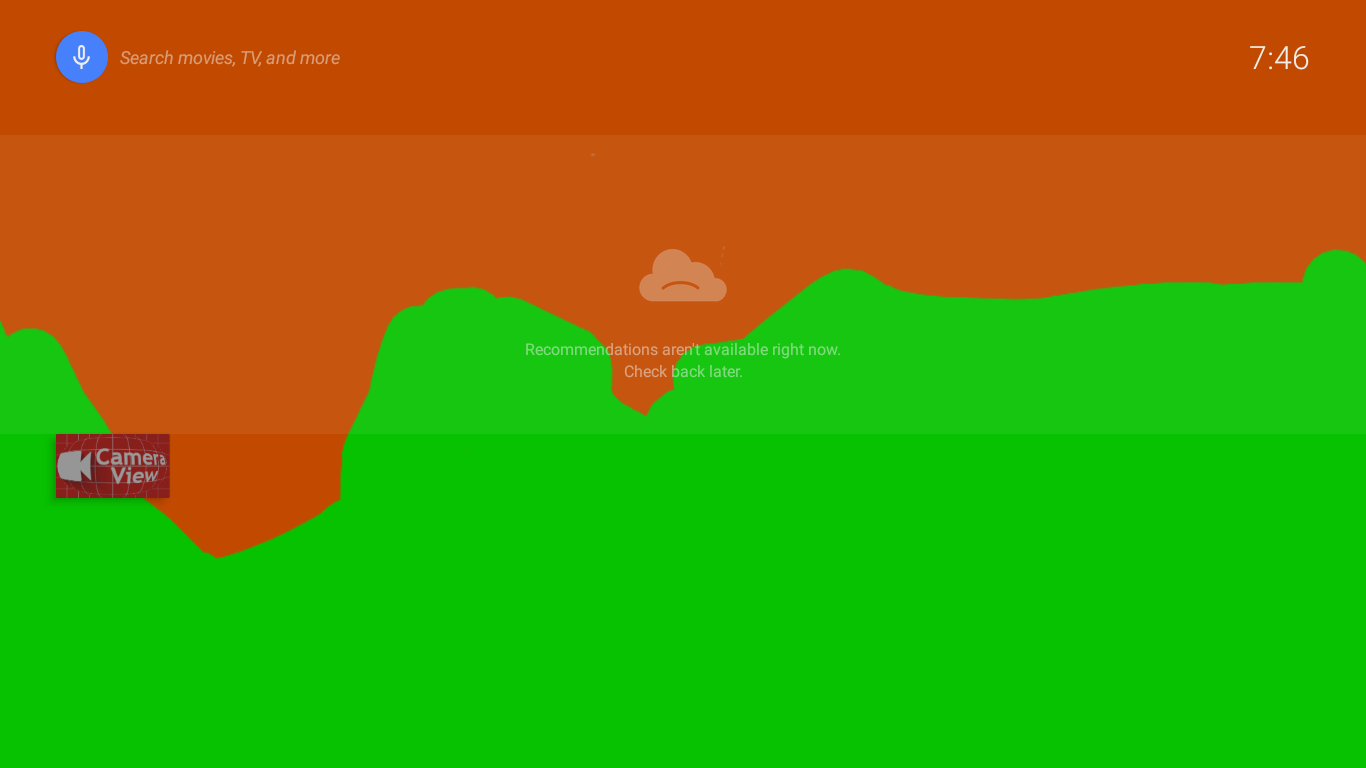 Search movies, TV, and more
7:46
Recommendations aren't available right now.
Check back later.
Camera
View